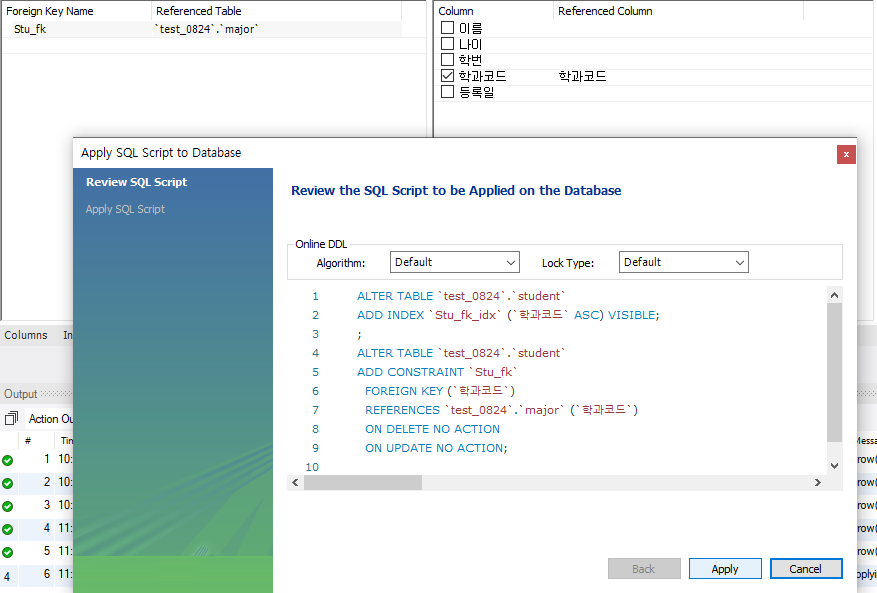 Foreign Key Name Referenced Table
Stu_fk `test_0824`.`major`
Column Referenced Column
이름
나이
학번
학과코드 학과코드
등록일
Apply SQL Script to Database
x
Review SQL Script
Apply SQL Script
Review the SQL Script to be Applied on the Database
Online DDL
Algorithm: Default Lock Type: Default
1 ALTER TABLE `test_0824`.`student`
2 ADD INDEX `Stu_fk_idx` (`학과코드` ASC) VISIBLE;
3 ;
4 ALTER TABLE `test_0824`.`student`
5 ADD CONSTRAINT `Stu_fk`
6 FOREIGN KEY (`학과코드`)
7 REFERENCES `test_0824`.`major` (`학과코드`)
8 ON DELETE NO ACTION
9 ON UPDATE NO ACTION;
10
Back Apply Cancel
Columns In
Output
Action Ou
# Tim
1 10:
2 10:
3 10:
4 11:
5 11:
4 6 11:
row(
row(
row(
row(
row(